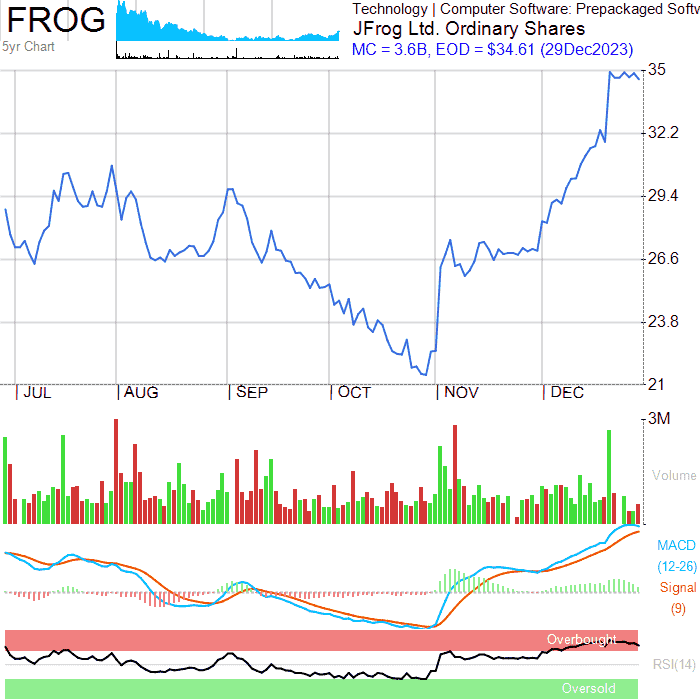 FROG
5yr Chart
Technology | Computer Software: Prepackaged Softw
JFrog Ltd. Ordinary Shares
MC = 3.6B, EOD = $34.61 (29Dec2023)
35
32.2
29.4
26.6
23.8
21
JUL AUG SEP OCT NOV DEC
3M
Volume
MACD
(12-26)
Signal
(9)
Overbought
RSI(14)
Oversold